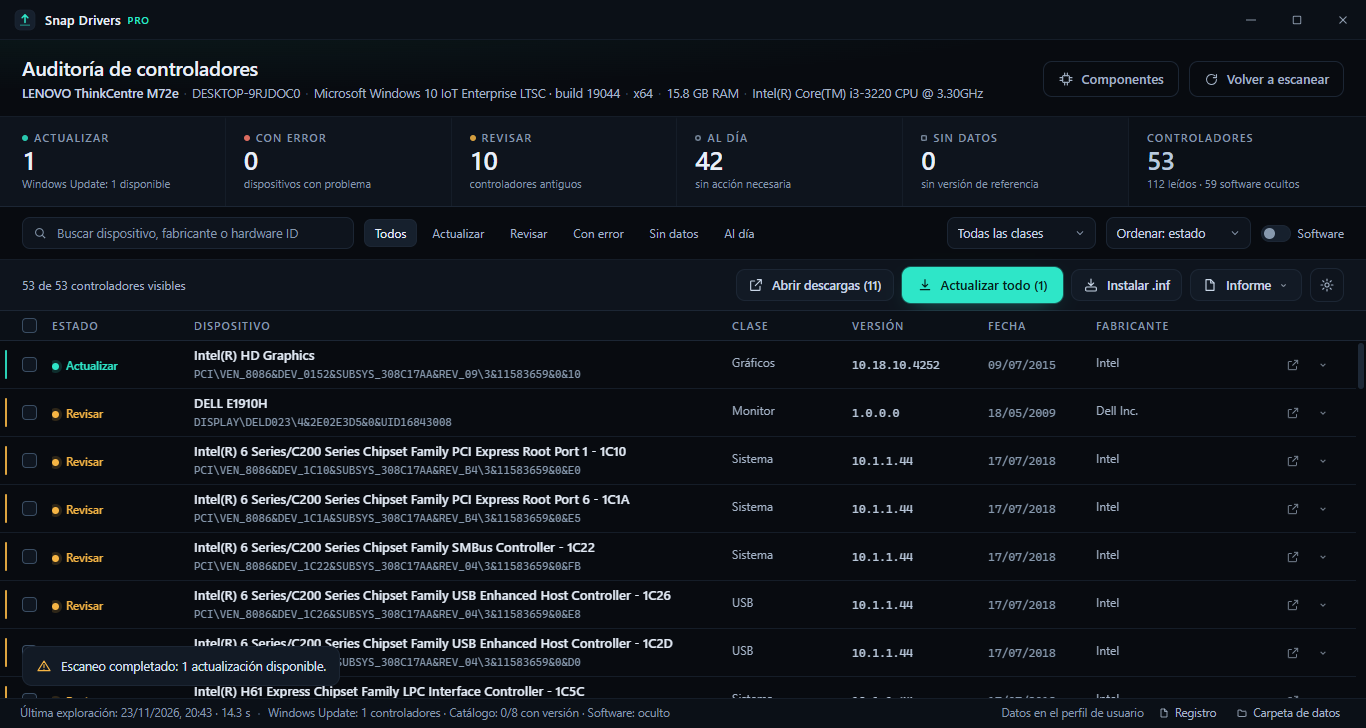 Snap Drivers PRO
Auditoría de controladores
LENOVO ThinkCentre M72e · DESKTOP-9RJDOC0 · Microsoft Windows 10 IoT Enterprise LTSC · build 19044 · x64 · 15.8 GB RAM · Intel(R) Core(TM) i3-3220 CPU @ 3.30GHz
Componentes
Volver a escanear
ACTUALIZAR
1
Windows Update: 1 disponible
CON ERROR
0
dispositivos con problema
REVISAR
10
controladores antiguos
AL DÍA
42
sin acción necesaria
SIN DATOS
0
sin versión de referencia
CONTROLADORES
53
112 leídos · 59 software ocultos
Buscar dispositivo, fabricante o hardware ID
Todos Actualizar Revisar Con error Sin datos Al día
Todas las clases
Ordenar: estado
Software
53 de 53 controladores visibles
Abrir descargas (11)
Actualizar todo (1)
Instalar .inf
Informe
ESTADO DISPOSITIVO CLASE VERSIÓN FECHA FABRICANTE
Actualizar Intel(R) HD Graphics Gráficos 10.18.10.4252 09/07/2015 Intel
PCI\VEN_8086&DEV_0152&SUBSYS_308C17AA&REV_09\3&11583659&0&10
Revisar DELL E1910H Monitor 1.0.0.0 18/05/2009 Dell Inc.
DISPLAY\DELD023\4&2E02E3D5&0&UID16843008
Revisar Intel(R) 6 Series/C200 Series Chipset Family PCI Express Root Port 1 - 1C10 Sistema 10.1.1.44 17/07/2018 Intel
PCI\VEN_8086&DEV_1C10&SUBSYS_308C17AA&REV_B4\3&11583659&0&E0
Revisar Intel(R) 6 Series/C200 Series Chipset Family PCI Express Root Port 6 - 1C1A Sistema 10.1.1.44 17/07/2018 Intel
PCI\VEN_8086&DEV_1C1A&SUBSYS_308C17AA&REV_B4\3&11583659&0&E5
Revisar Intel(R) 6 Series/C200 Series Chipset Family SMBus Controller - 1C22 Sistema 10.1.1.44 17/07/2018 Intel
PCI\VEN_8086&DEV_1C22&SUBSYS_308C17AA&REV_04\3&11583659&0&FB
Revisar Intel(R) 6 Series/C200 Series Chipset Family USB Enhanced Host Controller - 1C26 USB 10.1.1.44 17/07/2018 Intel
PCI\VEN_8086&DEV_1C26&SUBSYS_308C17AA&REV_04\3&11583659&0&E8
Intel(R) 6 Series/C200 Series Chipset Family USB Enhanced Host Controller - 1C2D USB 10.1.1.44 17/07/2018 Intel
SUBSYS_308C17AA&REV_04\3&11583659&0&D0
Escaneo completado: 1 actualización disponible.
Intel(R) H61 Express Chipset Family LPC Interface Controller - 1C5C
Última exploración: 23/11/2026, 20:43 · 14.3 s · Windows Update: 1 controladores · Catálogo: 0/8 con versión · Software: oculto
Datos en el perfil de usuario
Registro
Carpeta de datos